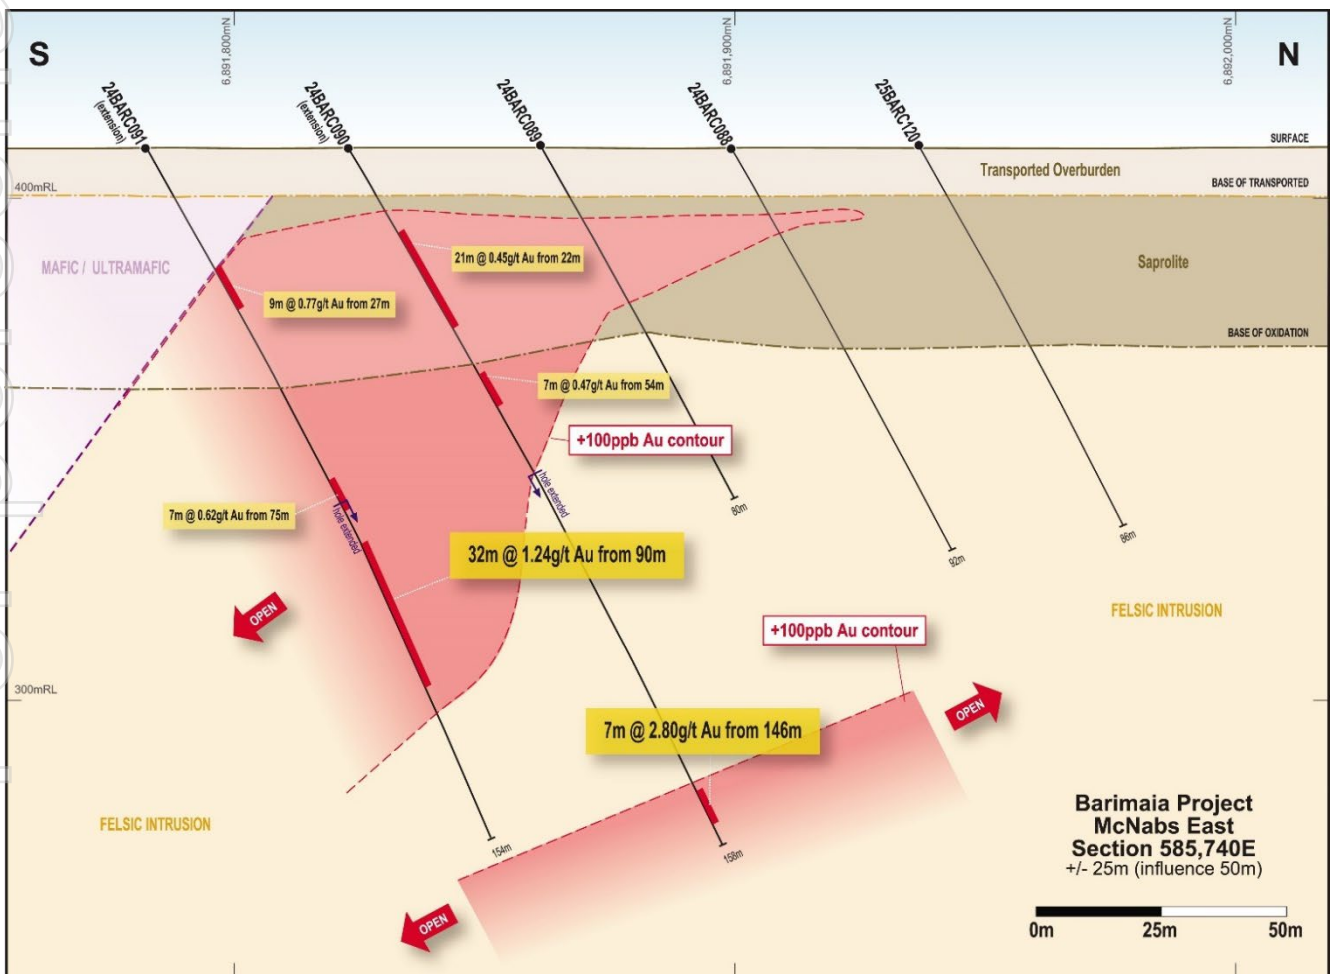 S
6,891,800mN
6,891,900mN
6,892,000mN
N
24BARC091
(extension)
24BARC090
(extension)
24BARC089
24BARC088
25BARC120
SURFACE
Transported Overburden
400mRL
BASE OF TRANSPORTED
MAFIC / ULTRAMAFIC
21m @ 0.45g/t Au from 22m
Saprolite
9m @ 0.77g/t Au from 27m
BASE OF OXIDATION
7m @ 0.47g/t Au from 54m
+100ppb Au contour
hole extended
7m @ 0.62g/t Au from 75m
hole extended
80m
86m
92m
32m @ 1.24g/t Au from 90m
OPEN
FELSIC INTRUSION
+100ppb Au contour
300mRL
OPEN
7m @ 2.80g/t Au from 146m
FELSIC INTRUSION
154m
158m
OPEN
Barimaia Project
McNabs East
Section 585,740E
+/- 25m (influence 50m)
0m
25m
50m